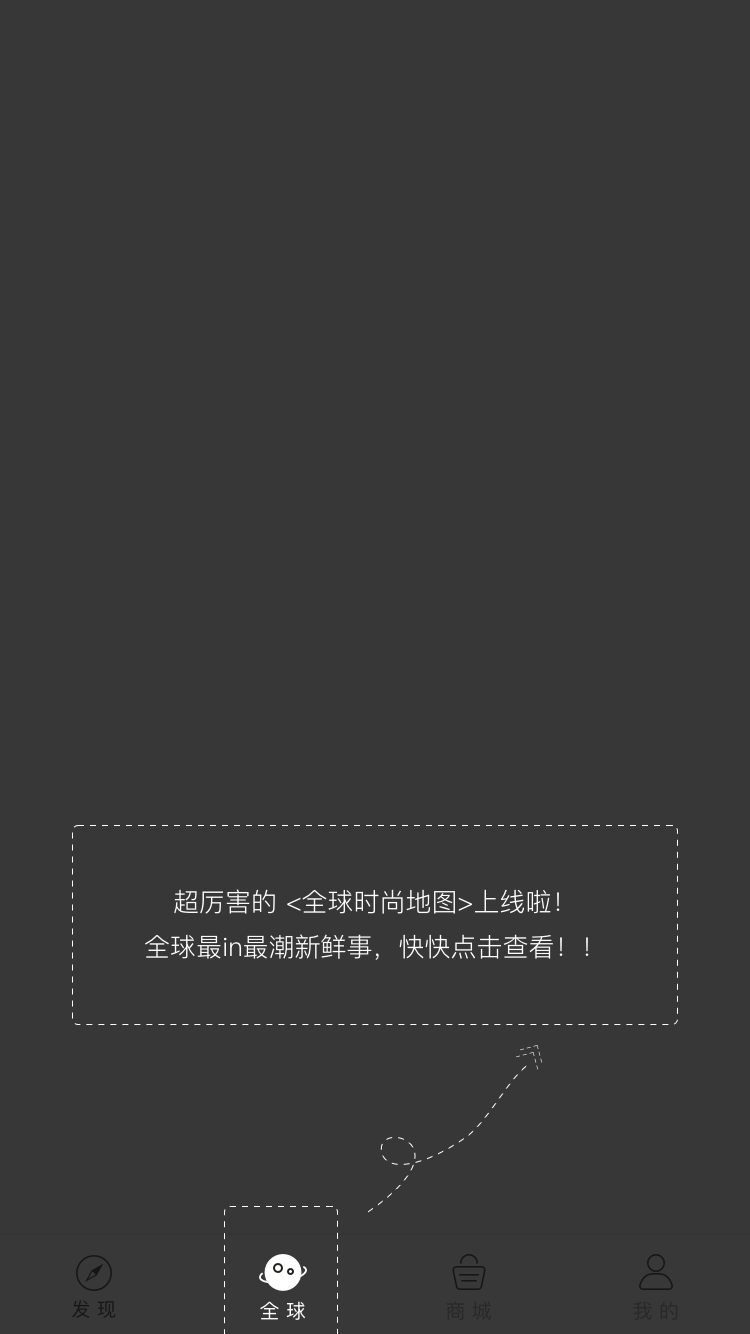 超厉害的 <全球时尚地图>上线啦！
全球最in最潮新鲜事，快快点击查看！！
发现
全球
商城
我的